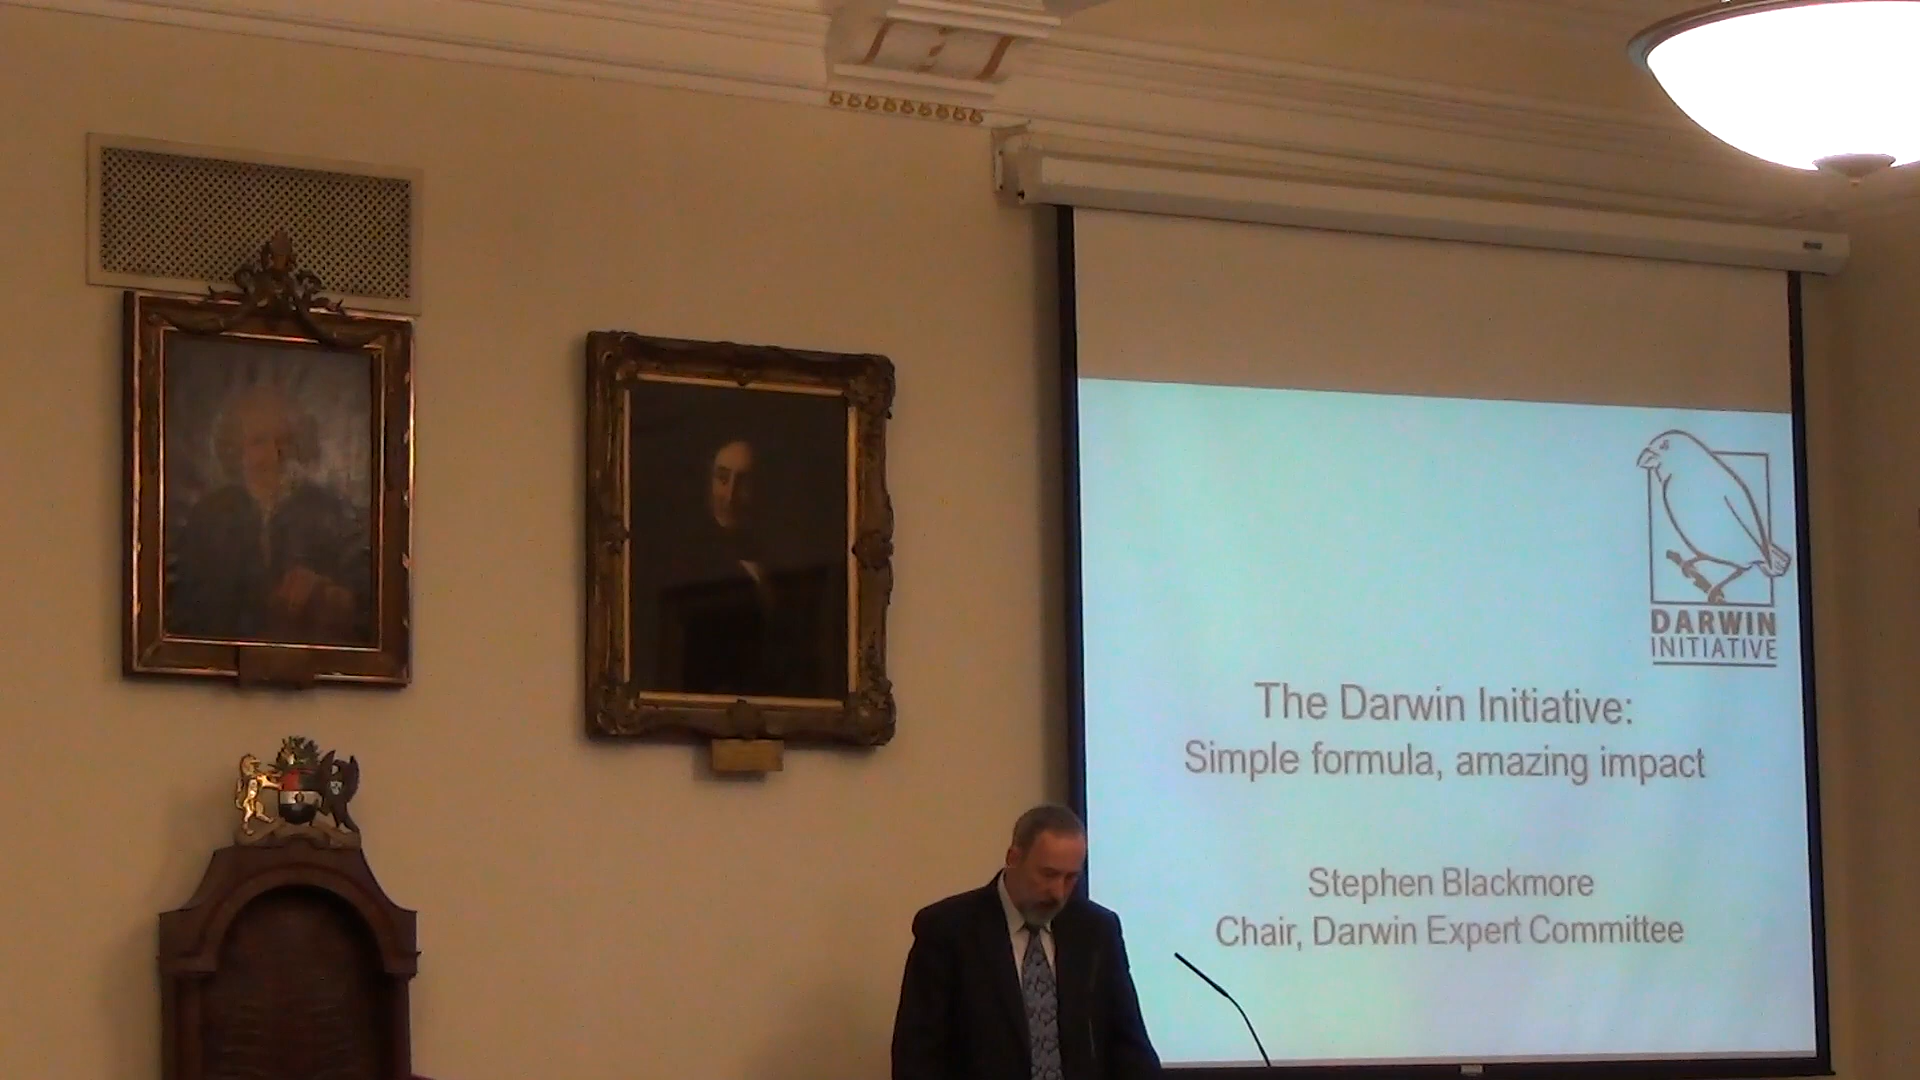 DARWIN
INITIATIVE
The Darwin Initiative:
Simple formula, amazing impact
Stephen Blackmore
Chair, Darwin Expert Committee